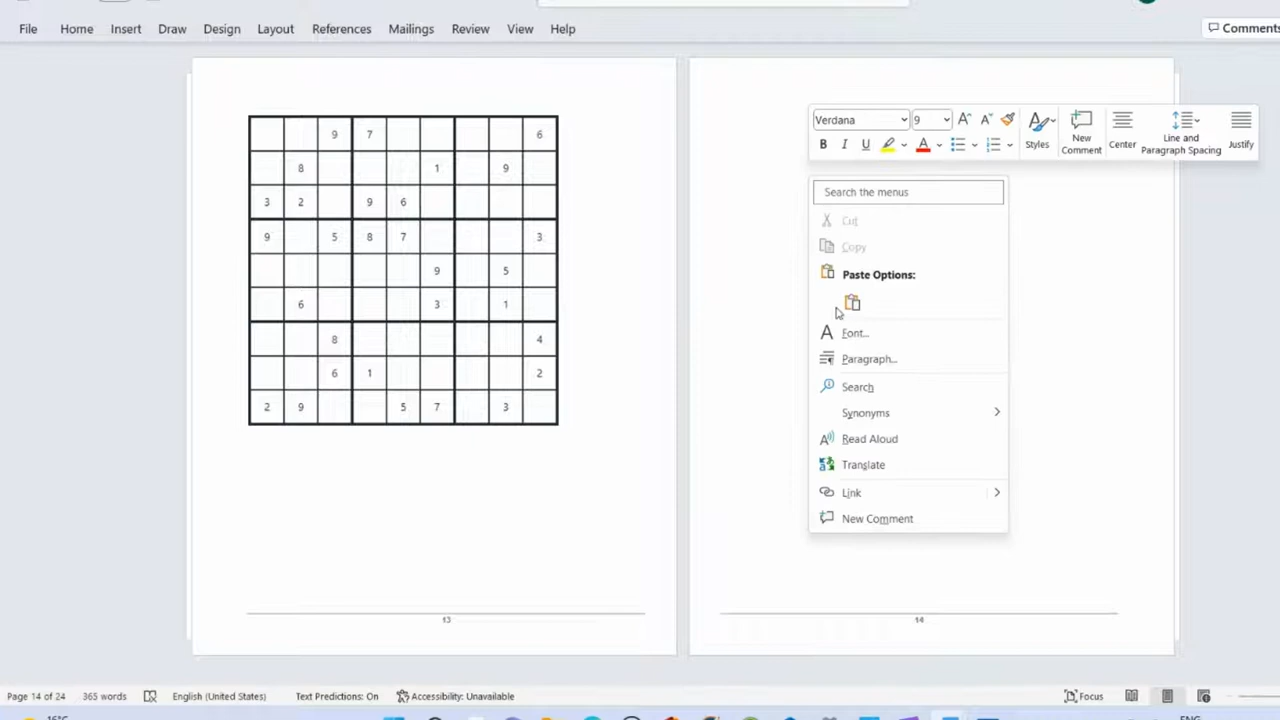 File Home Insert Draw Design Layout References Mailings Review View Help Comments
9 7 6
8 1 9
3 2 9 6
9 5 8 7 3
9 5
6 3 1
8 4
6 1 2
2 9 5 7 3
13
Verdana 9
B I U A Styles New Comment Center Line and Paragraph Spacing Justify
Search the menus
Cut
Copy
Paste Options:
Font...
Paragraph...
Search
Synonyms
Read Aloud
Translate
Link
New Comment
14
Page 14 of 24 365 words English (United States) Text Predictions: On Accessibility: Unavailable Focus